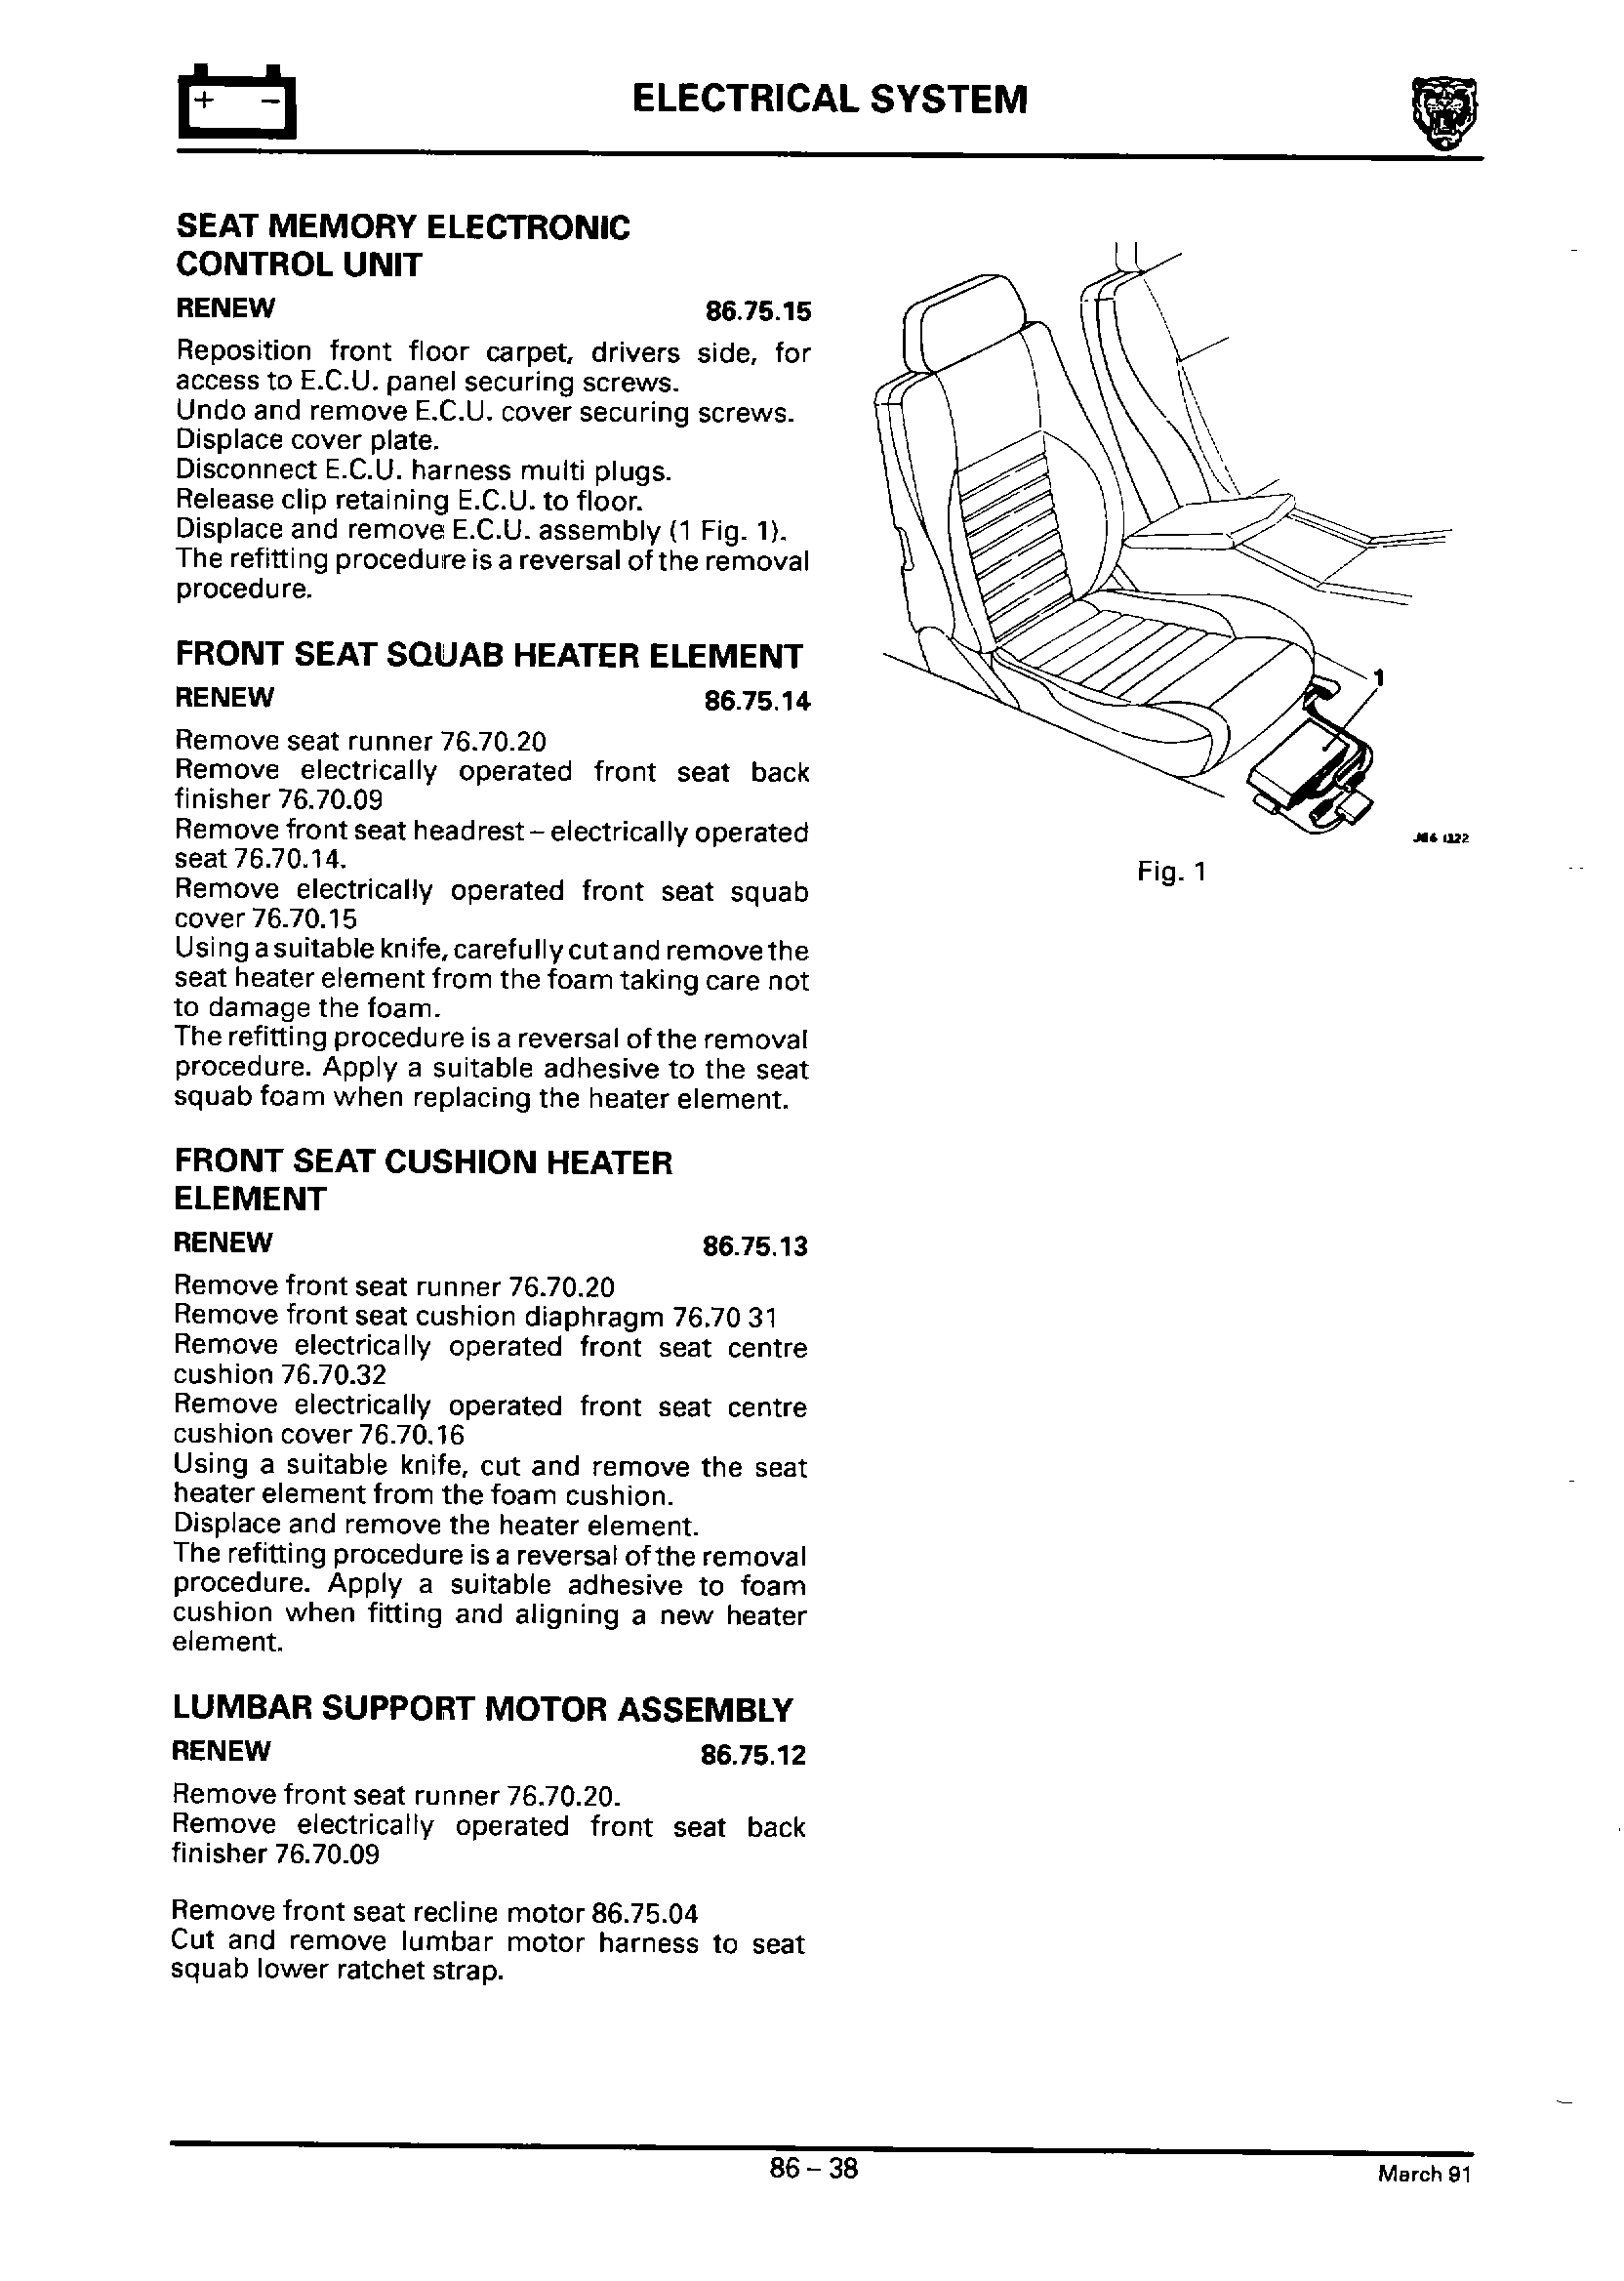 + −
ELECTRICAL SYSTEM
SEAT MEMORY ELECTRONIC
CONTROL UNIT
RENEW 86.75.15
Reposition front floor carpet, drivers side, for
access to E.C.U. panel securing screws.
Undo and remove E.C.U. cover securing screws.
Displace cover plate.
Disconnect E.C.U. harness multi plugs.
Release clip retaining E.C.U. to floor.
Displace and remove E.C.U. assembly (1 Fig. 1).
The refitting procedure is a reversal of the removal
procedure.
FRONT SEAT SQUAB HEATER ELEMENT
RENEW 86.75.14
Remove seat runner 76.70.20
Remove electrically operated front seat back
finisher 76.70.09
Remove front seat headrest – electrically operated
seat 76.70.14.
Remove electrically operated front seat squab
cover 76.70.15
Using a suitable knife, carefully cut and remove the
seat heater element from the foam taking care not
to damage the foam.
The refitting procedure is a reversal of the removal
procedure. Apply a suitable adhesive to the seat
squab foam when replacing the heater element.
FRONT SEAT CUSHION HEATER
ELEMENT
RENEW 86.75.13
Remove front seat runner 76.70.20
Remove front seat cushion diaphragm 76.70 31
Remove electrically operated front seat centre
cushion 76.70.32
Remove electrically operated front seat centre
cushion cover 76.70.16
Using a suitable knife, cut and remove the seat
heater element from the foam cushion.
Displace and remove the heater element.
The refitting procedure is a reversal of the removal
procedure. Apply a suitable adhesive to foam
cushion when fitting and aligning a new heater
element.
LUMBAR SUPPORT MOTOR ASSEMBLY
RENEW 86.75.12
Remove front seat runner 76.70.20.
Remove electrically operated front seat back
finisher 76.70.09
Remove front seat recline motor 86.75.04
Cut and remove lumbar motor harness to seat
squab lower ratchet strap.
1
Fig. 1
86 – 38
March 91